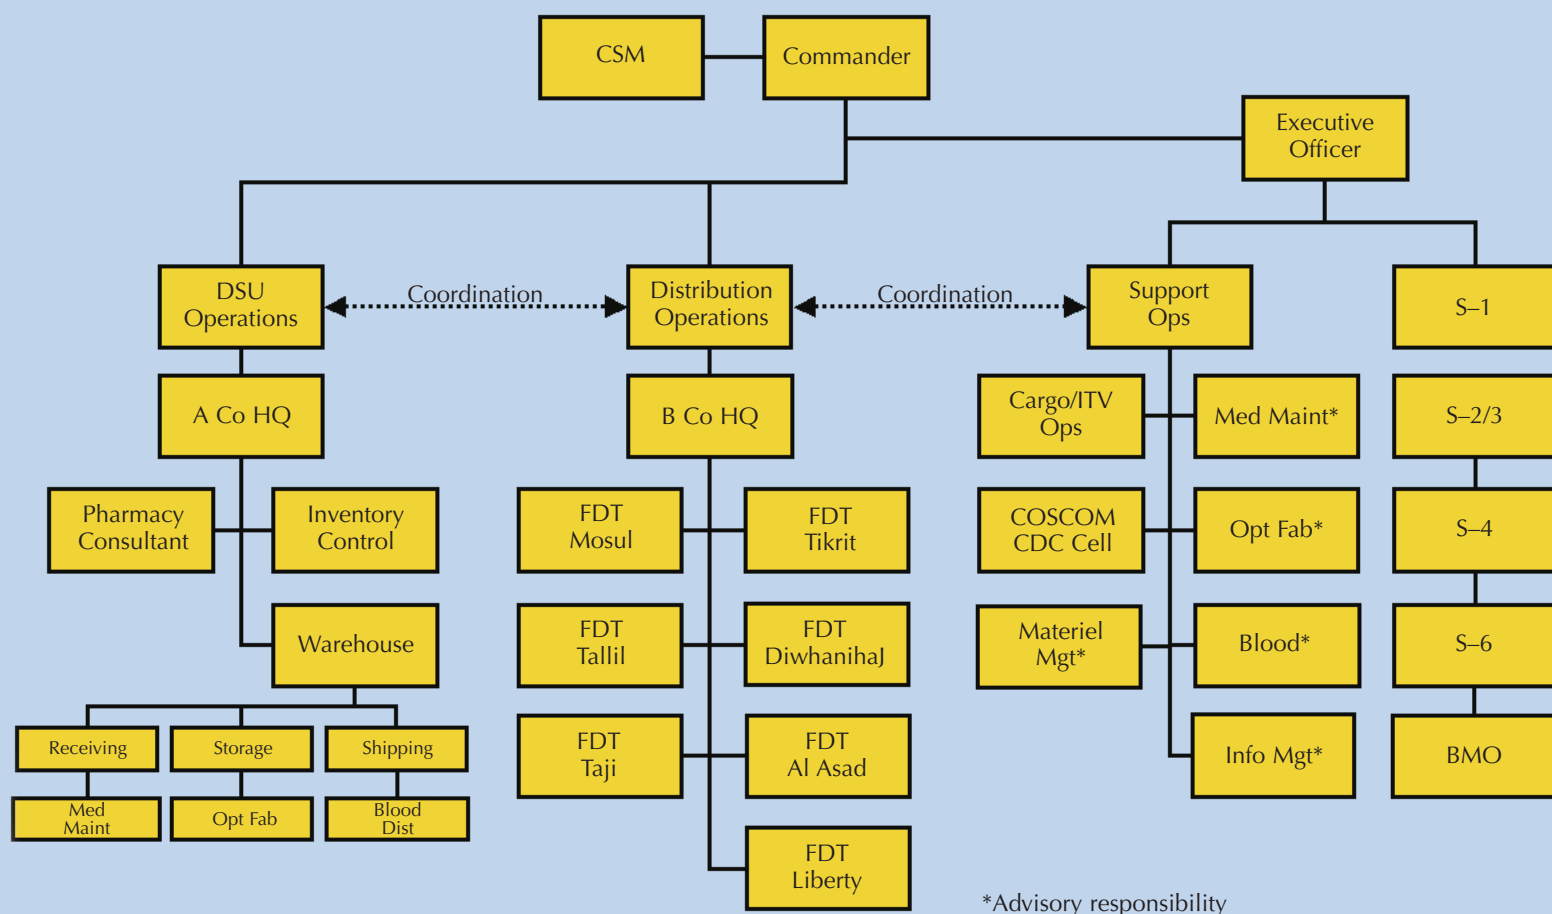 CSM
Commander
Executive
Officer
DSU
Operations
Coordination
Distribution
Operations
Coordination
Support
Ops
S–1
A Co HQ
B Co HQ
Cargo/ITV
Ops
Med Maint*
S–2/3
Pharmacy
Consultant
Inventory
Control
FDT
Mosul
FDT
Tikrit
COSCOM
CDC Cell
Opt Fab*
S–4
Warehouse
FDT
Tallil
FDT
DiwhanihaJ
Materiel
Mgt*
Blood*
S–6
Receiving
Storage
Shipping
FDT
Taji
FDT
Al Asad
Info Mgt*
BMO
Med
Maint
Opt Fab
Blood
Dist
FDT
Liberty
*Advisory responsibility